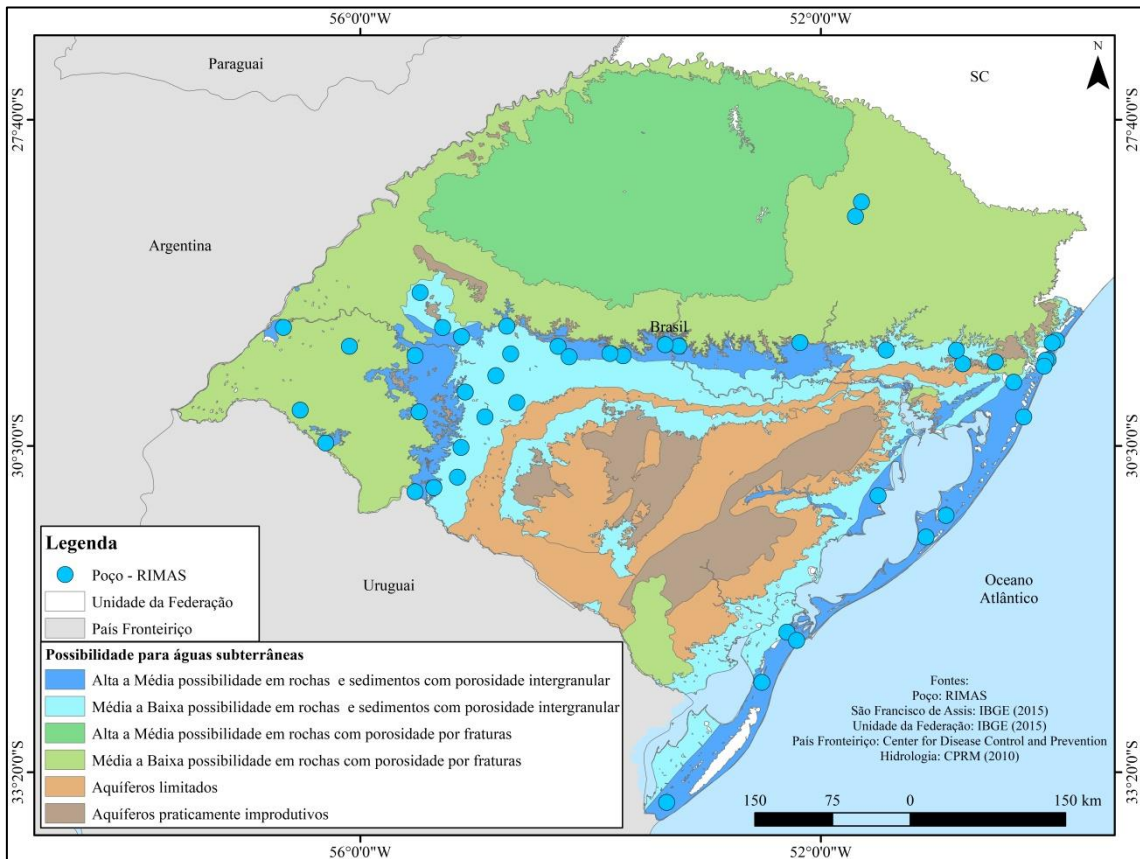 56°0'0"W
52°0'0"W
Paraguai
SC
N
27°40'0"S
27°40'0"S
Argentina
Brasil
30°30'0"S
30°30'0"S
Legenda
Poço - RIMAS
Unidade da Federação
País Fronteiriço
Uruguai
Oceano
Atlântico
Possibilidade para águas subterrâneas
Alta a Média possibilidade em rochas e sedimentos com porosidade intergranular
Média a Baixa possibilidade em rochas e sedimentos com porosidade intergranular
Alta a Média possibilidade em rochas com porosidade por fraturas
Média a Baixa possibilidade em rochas com porosidade por fraturas
Aquíferos limitados
Aquíferos praticamente improdutivos
Fontes:
Poço: RIMAS
São Francisco de Assis: IBGE (2015)
Unidade da Federação: IBGE (2015)
País Fronteiriço: Center for Disease Control and Prevention
Hidrologia: CPRM (2010)
33°20'0"S
33°20'0"S
150 75 0 150 km
56°0'0"W
52°0'0"W